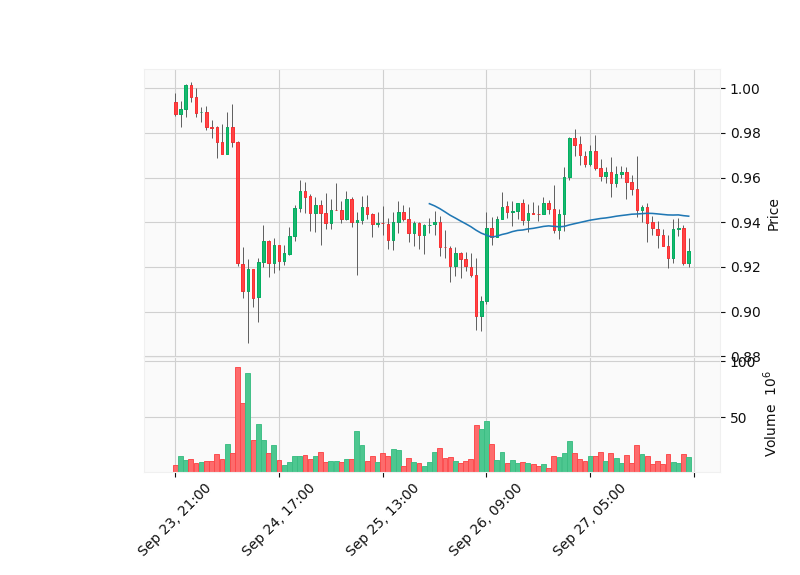 1.00
0.98
0.96
0.94
0.92
0.90
0.88
Price
100
50
Volume 10^6
Sep 23, 21:00
Sep 24, 17:00
Sep 25, 13:00
Sep 26, 09:00
Sep 27, 05:00